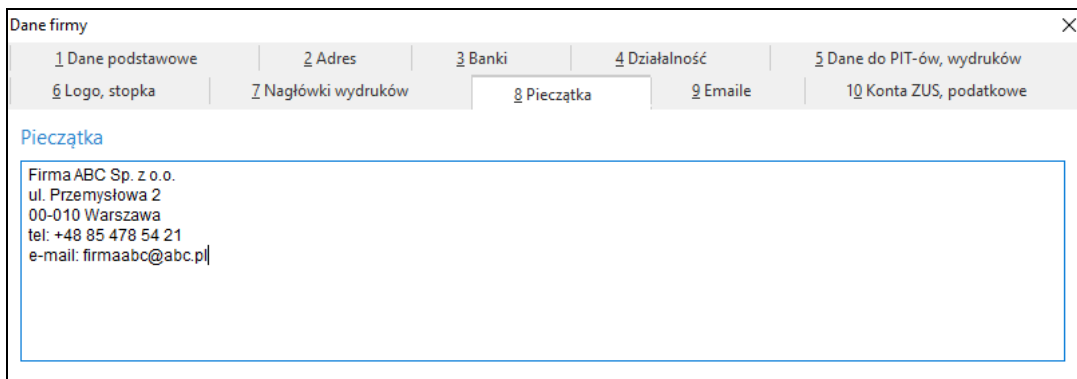 Dane firmy
1 Dane podstawowe 2 Adres 3 Banki 4 Działalność 5 Dane do PIT-ów, wydruków
6 Logo, stopka 7 Nagłówki wydruków 8 Pieczątka 9 Emaile 10 Konta ZUS, podatkowe
Pieczątka
Firma ABC Sp. z o.o.
ul. Przemysłowa 2
00-010 Warszawa
tel: +48 85 478 54 21
e-mail: firmaabc@abc.pl